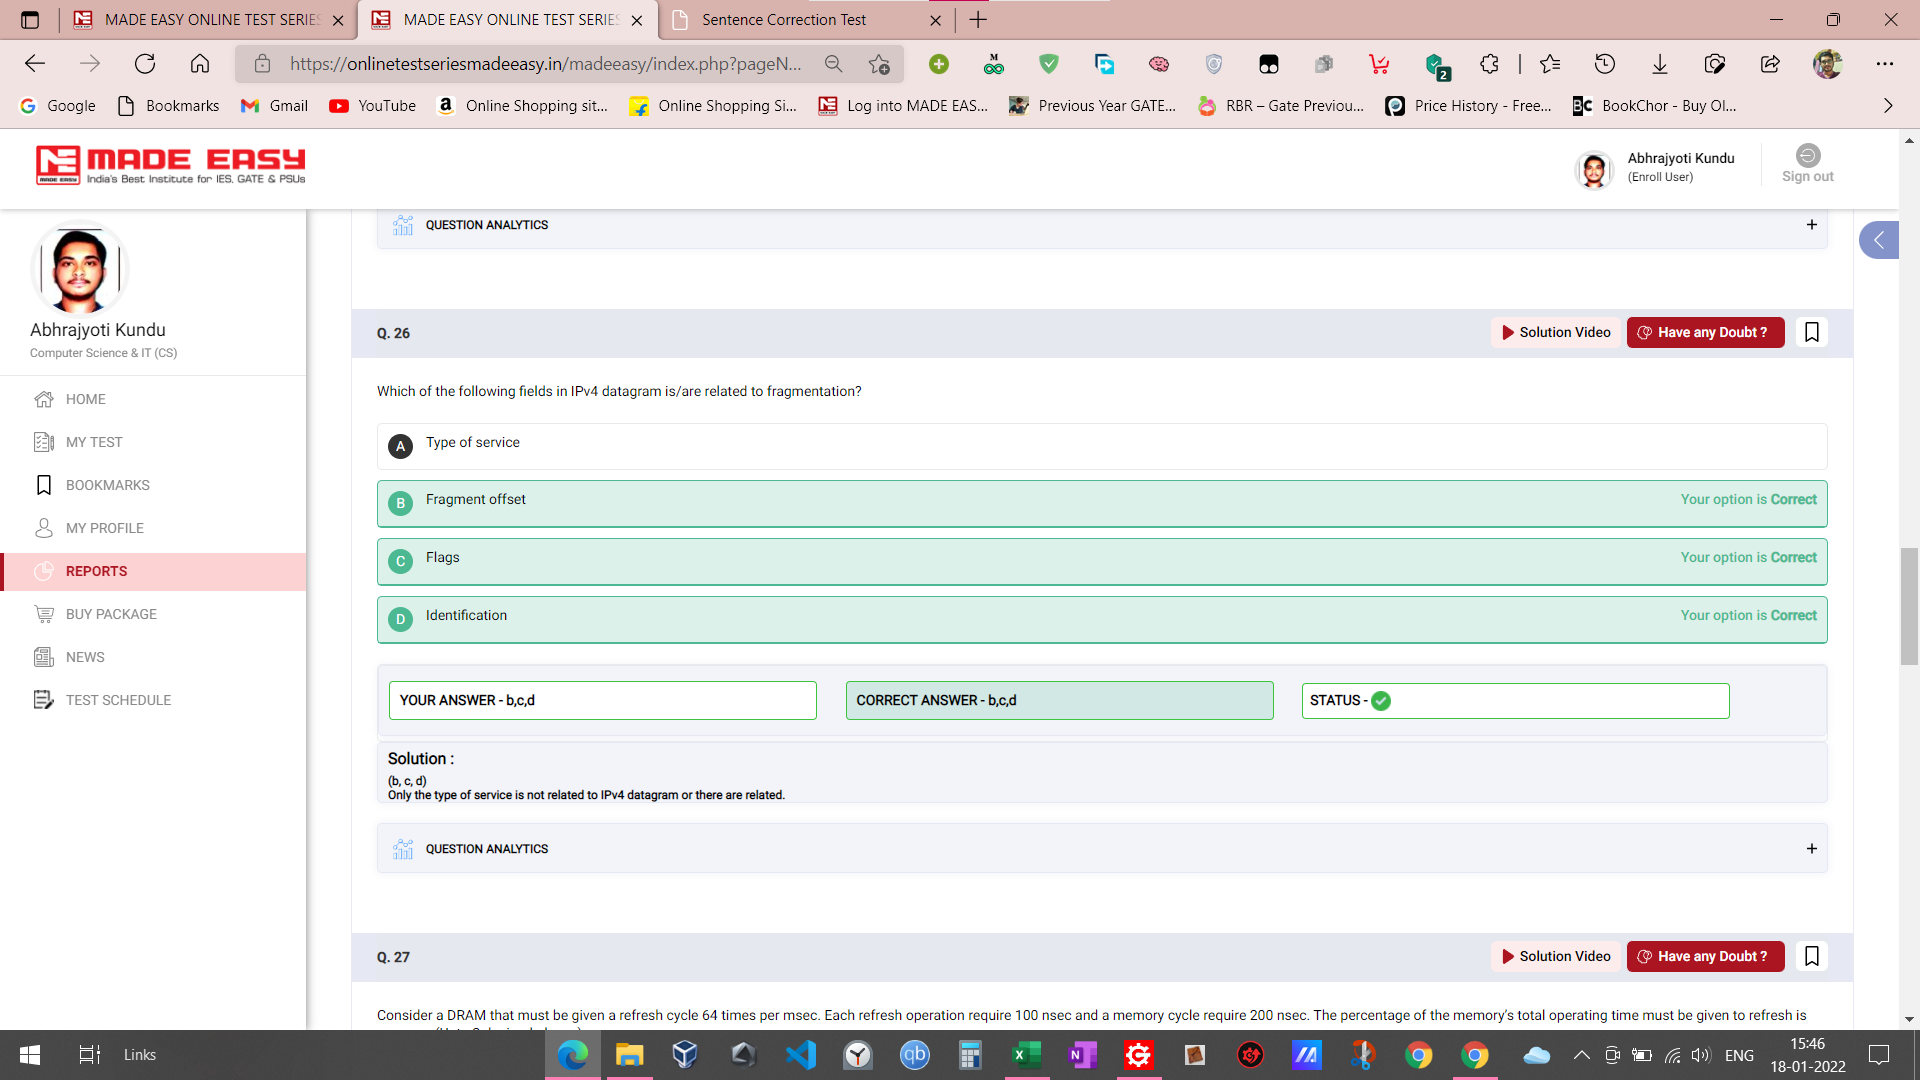 MADE EASY ONLINE TEST SERIES
MADE EASY ONLINE TEST SERIES
Sentence Correction Test
https://onlinetestseriesmadeeasy.in/madeeasy/index.php?pageN...
2
Google
Bookmarks
Gmail
YouTube
Online Shopping sit...
Online Shopping Si...
Log into MADE EAS...
Previous Year GATE...
RBR – Gate Previou...
Price History - Free...
BookChor - Buy Ol...
MADE EASY
India's Best Institute for IES, GATE & PSUs
Abhrajyoti Kundu
(Enroll User)
Sign out
Abhrajyoti Kundu
Computer Science & IT (CS)
HOME
MY TEST
BOOKMARKS
MY PROFILE
REPORTS
BUY PACKAGE
NEWS
TEST SCHEDULE
QUESTION ANALYTICS +
Q. 26
Solution Video
Have any Doubt ?
Which of the following fields in IPv4 datagram is/are related to fragmentation?
A Type of service
B Fragment offset Your option is Correct
C Flags Your option is Correct
D Identification Your option is Correct
YOUR ANSWER - b,c,d
CORRECT ANSWER - b,c,d
STATUS -
Solution :
(b, c, d)
Only the type of service is not related to IPv4 datagram or there are related.
QUESTION ANALYTICS +
Q. 27
Solution Video
Have any Doubt ?
Consider a DRAM that must be given a refresh cycle 64 times per msec. Each refresh operation require 100 nsec and a memory cycle require 200 nsec. The percentage of the memory's total operating time must be given to refresh is
Links
ENG
15:46
18-01-2022